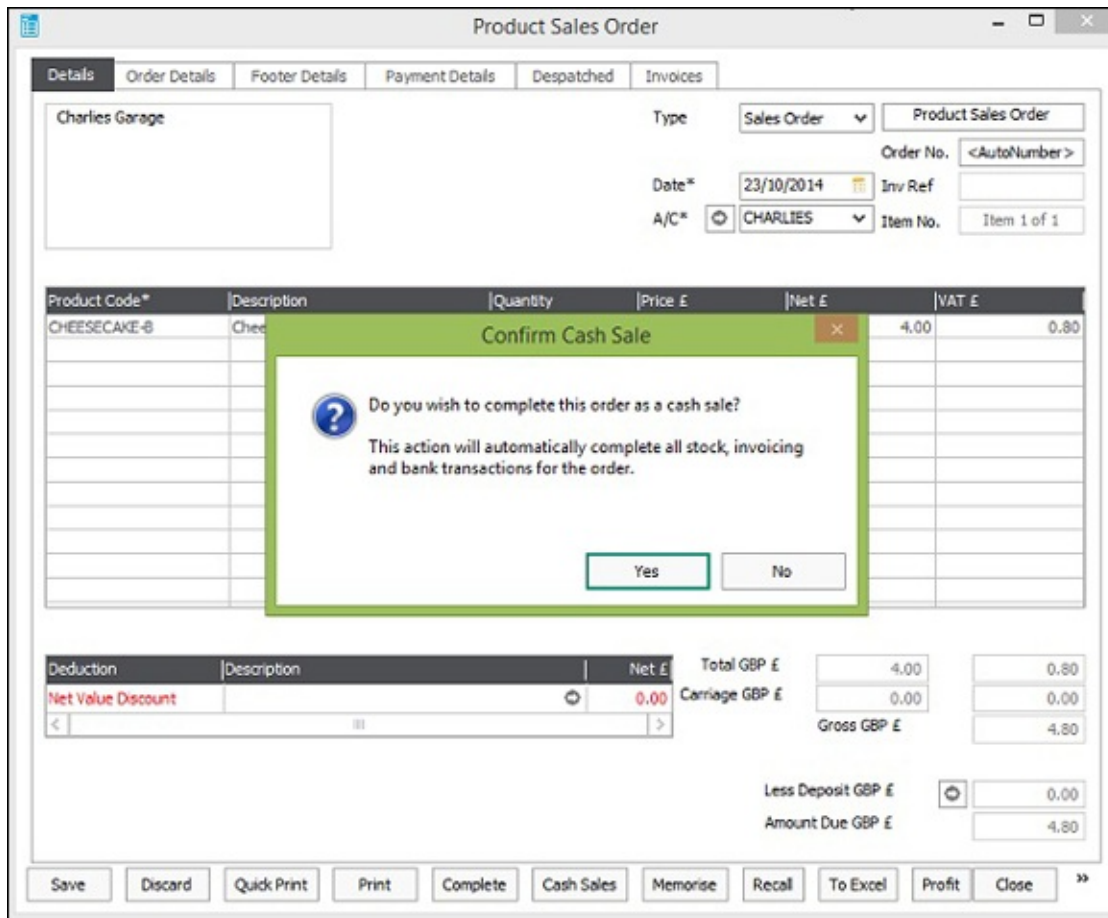 Product Sales Order
Details Order Details Footer Details Payment Details Despatched Invoices
Charlies Garage
Type Sales Order Product Sales Order
Order No. <AutoNumber>
Date* 23/10/2014 Inv Ref
A/C* CHARLIES Item No. Item 1 of 1
Product Code* Description Quantity Price £ Net £ VAT £
CHEESECAKE-8 Chee 4.00 0.80
Confirm Cash Sale
Do you wish to complete this order as a cash sale?
This action will automatically complete all stock, invoicing
and bank transactions for the order.
Yes No
Deduction Description Net £ Total GBP £ 4.00 0.80
Net Value Discount 0.00 Carriage GBP £ 0.00 0.00
Gross GBP £ 4.80
Less Deposit GBP £ 0.00
Amount Due GBP £ 4.80
Save Discard Quick Print Print Complete Cash Sales Memorise Recall To Excel Profit Close »